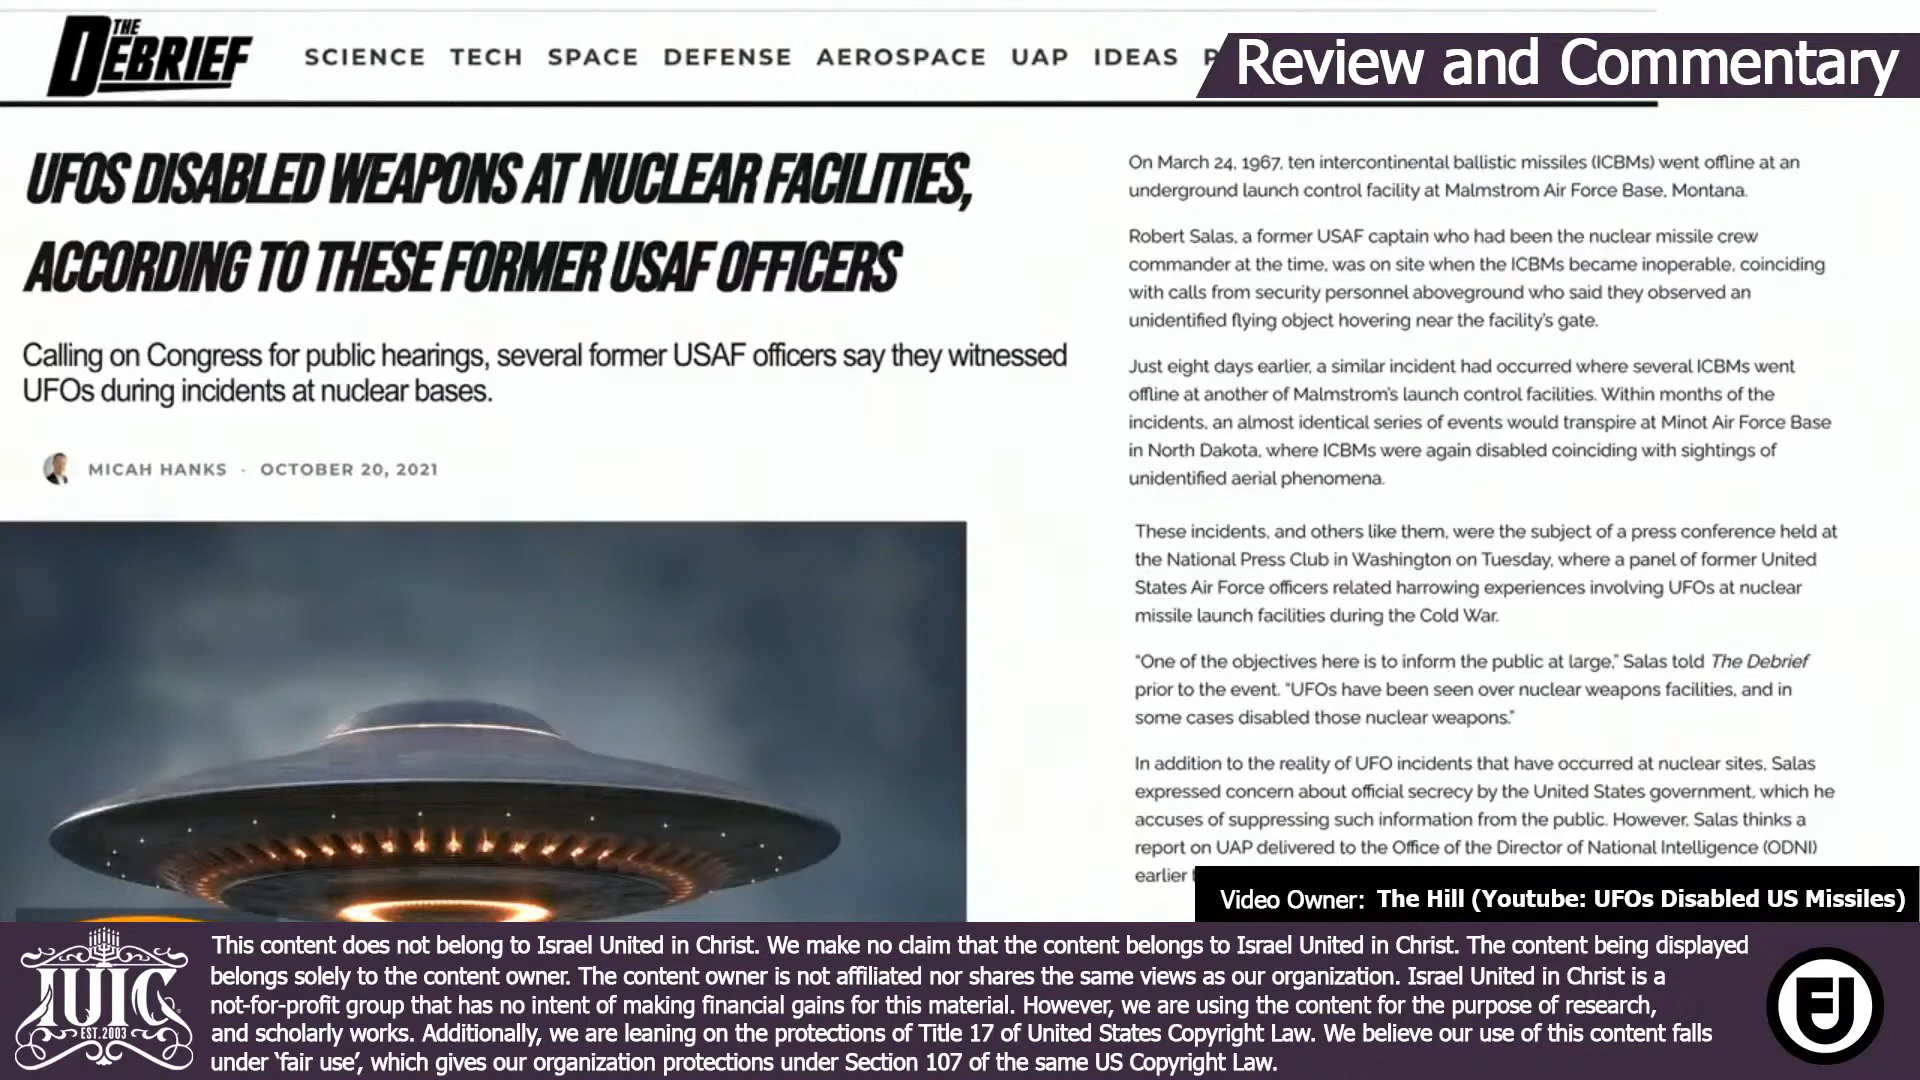 THE DEBRIEF
SCIENCE TECH SPACE DEFENSE AEROSPACE UAP IDEAS P
Review and Commentary
UFOS DISABLED WEAPONS AT NUCLEAR FACILITIES,
ACCORDING TO THESE FORMER USAF OFFICERS
Calling on Congress for public hearings, several former USAF officers say they witnessed
UFOs during incidents at nuclear bases.
MICAH HANKS · OCTOBER 20, 2021
On March 24, 1967, ten intercontinental ballistic missiles (ICBMs) went offline at an
underground launch control facility at Malmstrom Air Force Base, Montana.
Robert Salas, a former USAF captain who had been the nuclear missile crew
commander at the time, was on site when the ICBMs became inoperable, coinciding
with calls from security personnel aboveground who said they observed an
unidentified flying object hovering near the facility's gate.
Just eight days earlier, a similar incident had occurred where several ICBMs went
offline at another of Malmstrom's launch control facilities. Within months of the
incidents, an almost identical series of events would transpire at Minot Air Force Base
in North Dakota, where ICBMs were again disabled coinciding with sightings of
unidentified aerial phenomena.
These incidents, and others like them, were the subject of a press conference held at
the National Press Club in Washington on Tuesday, where a panel of former United
States Air Force officers related harrowing experiences involving UFOs at nuclear
missile launch facilities during the Cold War.
“One of the objectives here is to inform the public at large,” Salas told The Debrief
prior to the event. “UFOs have been seen over nuclear weapons facilities, and in
some cases disabled those nuclear weapons.”
In addition to the reality of UFO incidents that have occurred at nuclear sites, Salas
expressed concern about official secrecy by the United States government, which he
accuses of suppressing such information from the public. However, Salas thinks a
report on UAP delivered to the Office of the Director of National Intelligence (ODNI)
earlier
Video Owner: The Hill (Youtube: UFOs Disabled US Missiles)
IUIC
EST. 2003
This content does not belong to Israel United in Christ. We make no claim that the content belongs to Israel United in Christ. The content being displayed
belongs solely to the content owner. The content owner is not affiliated nor shares the same views as our organization. Israel United in Christ is a
not-for-profit group that has no intent of making financial gains for this material. However, we are using the content for the purpose of research,
and scholarly works. Additionally, we are leaning on the protections of Title 17 of United States Copyright Law. We believe our use of this content falls
under ‘fair use’, which gives our organization protections under Section 107 of the same US Copyright Law.